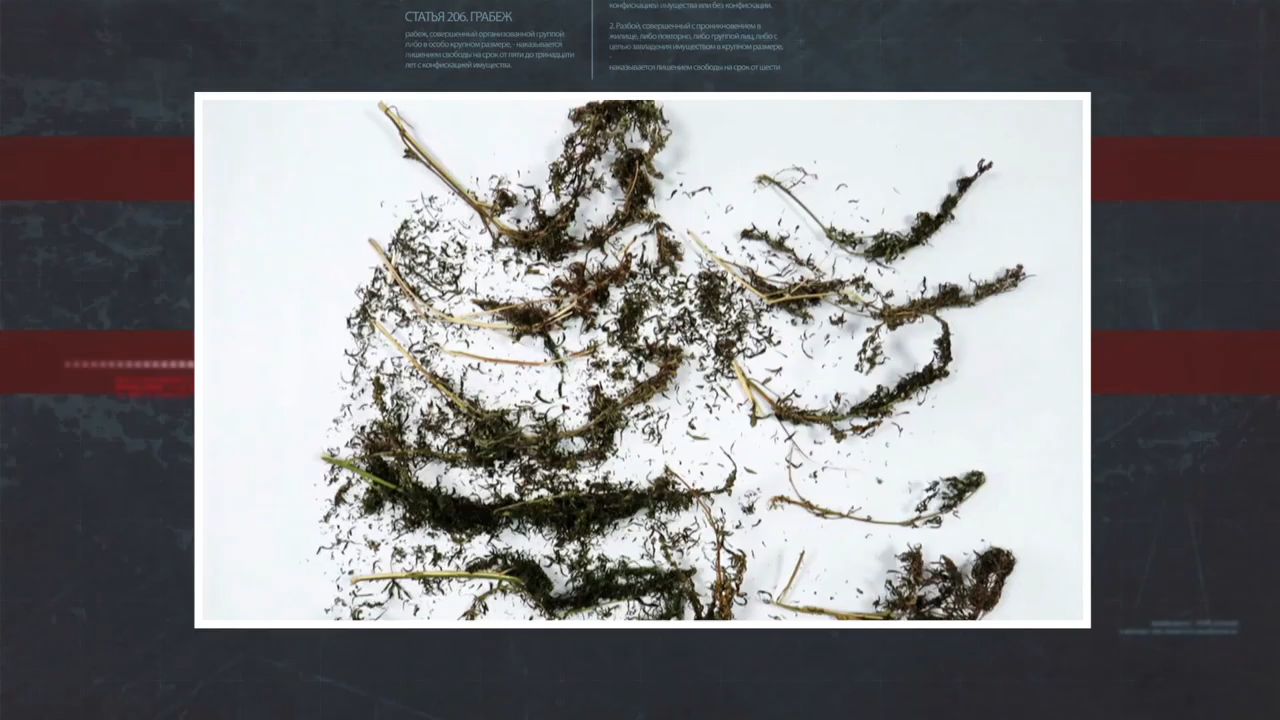 СТАТЬЯ 206. ГРАБЕЖ
рабеж, совершенный организованной группой
либо в особо крупном размере, - наказывается
лишением свободы на срок от пяти до тринадцати
лет с конфискацией имущества.
конфискацией имущества или без конфискации.
2. Разбой, совершенный с проникновением в
жилище, либо повторно, либо группой лиц, либо с
целью завладения имуществом в крупном размере,
-
наказывается лишением свободы на срок от шести